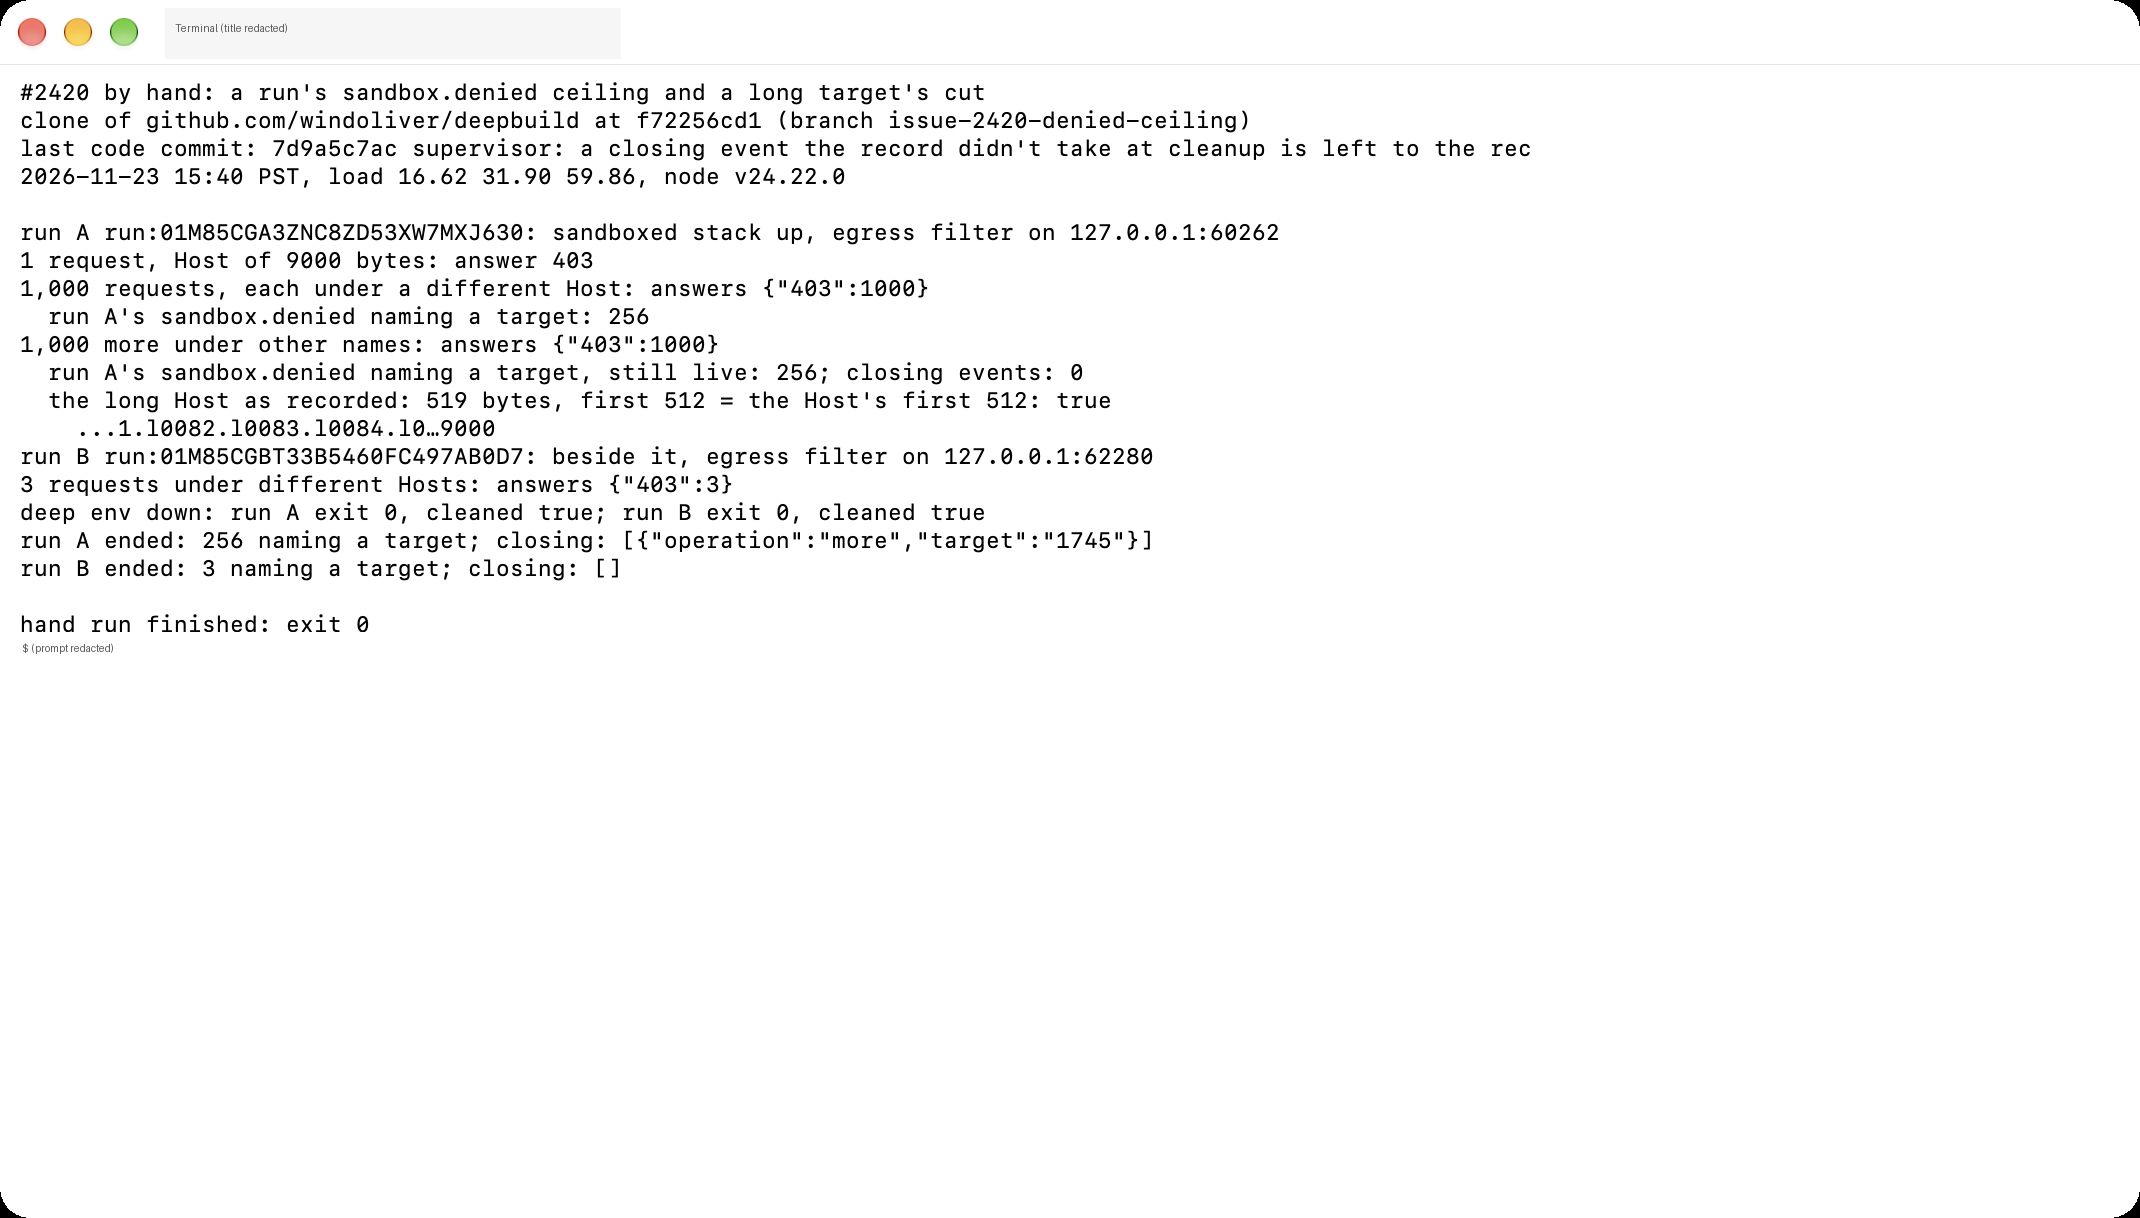 Terminal (title redacted)
#2420 by hand: a run's sandbox.denied ceiling and a long target's cut
clone of github.com/windoliver/deepbuild at f72256cd1 (branch issue-2420-denied-ceiling)
last code commit: 7d9a5c7ac supervisor: a closing event the record didn't take at cleanup is left to the rec
2026-11-23 15:40 PST, load 16.62 31.90 59.86, node v24.22.0
run A run:01M85CGA3ZNC8ZD53XW7MXJ630: sandboxed stack up, egress filter on 127.0.0.1:60262
1 request, Host of 9000 bytes: answer 403
1,000 requests, each under a different Host: answers {"403":1000}
run A's sandbox.denied naming a target: 256
1,000 more under other names: answers {"403":1000}
run A's sandbox.denied naming a target, still live: 256; closing events: 0
the long Host as recorded: 519 bytes, first 512 = the Host's first 512: true
...1.l0082.l0083.l0084.l0…9000
run B run:01M85CGBT33B5460FC497AB0D7: beside it, egress filter on 127.0.0.1:62280
3 requests under different Hosts: answers {"403":3}
deep env down: run A exit 0, cleaned true; run B exit 0, cleaned true
run A ended: 256 naming a target; closing: [{"operation":"more","target":"1745"}]
run B ended: 3 naming a target; closing: []
hand run finished: exit 0
$ (prompt redacted)